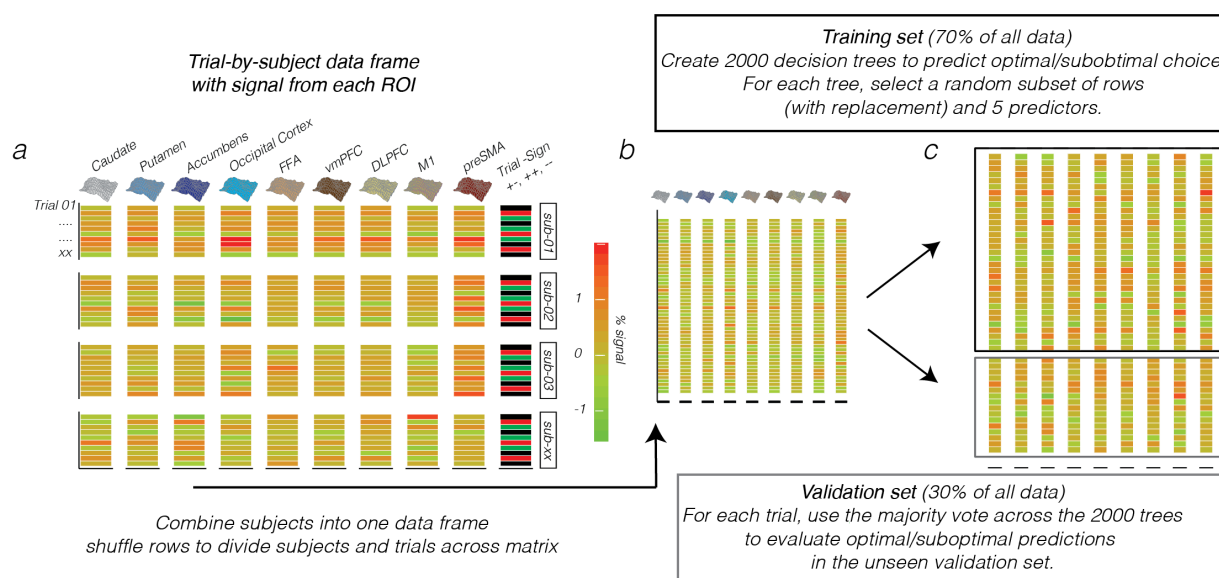 Trial-by-subject data frame
with signal from each ROI
Training set (70% of all data)
Create 2000 decision trees to predict optimal/subobtimal choice
For each tree, select a random subset of rows
(with replacement) and 5 predictors.
a
Caudate
Putamen
Accumbens
Occipital Cortex
FFA
vmPFC
DLPFC
M1
preSMA
Trial -Sign
+-, ++, --
Trial 01
....
....
xx
sub-01
sub-02
sub-03
sub-xx
1
0
-1
% signal
b
c
Combine subjects into one data frame
shuffle rows to divide subjects and trials across matrix
Validation set (30% of all data)
For each trial, use the majority vote across the 2000 trees
to evaluate optimal/suboptimal predictions
in the unseen validation set.